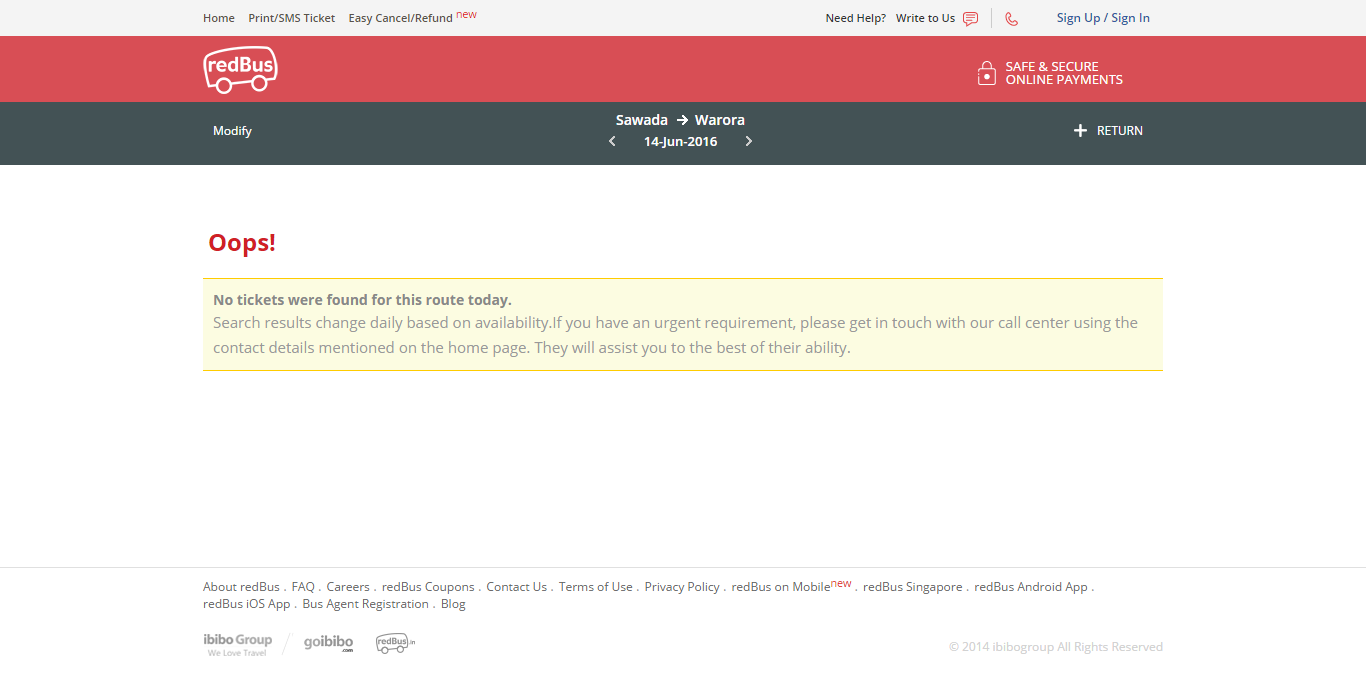 Home Print/SMS Ticket Easy Cancel/Refund new Need Help? Write to Us Sign Up / Sign In
redBus
SAFE & SECURE
ONLINE PAYMENTS
Modify
Sawada Warora
14-Jun-2016
RETURN
Oops!
No tickets were found for this route today.
Search results change daily based on availability.If you have an urgent requirement, please get in touch with our call center using the
contact details mentioned on the home page. They will assist you to the best of their ability.
About redBus . FAQ . Careers . redBus Coupons . Contact Us . Terms of Use . Privacy Policy . redBus on Mobilenew . redBus Singapore . redBus Android App .
redBus iOS App . Bus Agent Registration . Blog
ibibo Group
We Love Travel
goibibo
.com
redBus.in
© 2014 ibibogroup All Rights Reserved